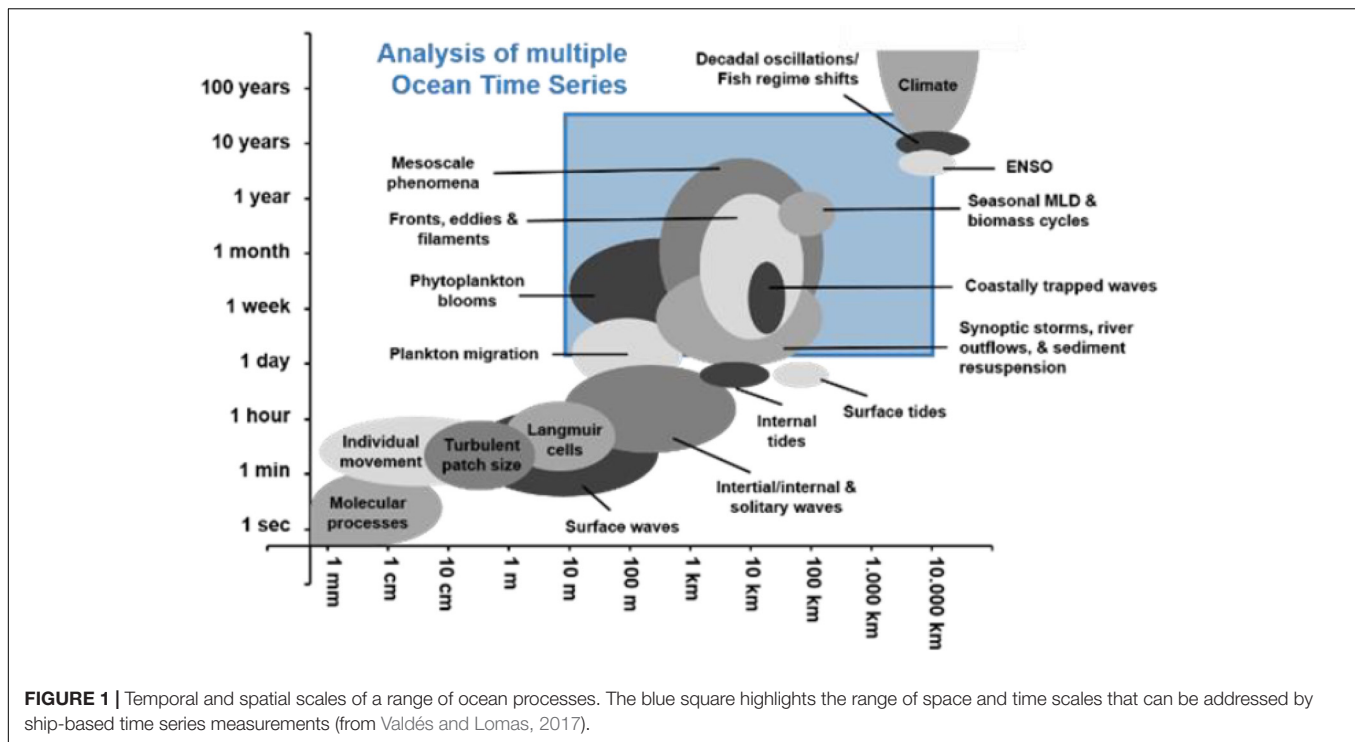 Analysis of multiple
Ocean Time Series
Decadal oscillations/
Fish regime shifts
Climate
100 years
10 years
1 year
1 month
1 week
1 day
1 hour
1 min
1 sec
Mesoscale
phenomena
Fronts, eddies &
filaments
Phytoplankton
blooms
Plankton migration
ENSO
Seasonal MLD &
biomass cycles
Coastally trapped waves
Synoptic storms, river
outflows, & sediment
resuspension
Surface tides
Internal
tides
Intertial/internal &
solitary waves
Surface waves
Langmuir
cells
Turbulent
patch size
Individual
movement
Molecular
processes
1 mm
1 cm
10 cm
1 m
10 m
100 m
1 km
10 km
100 km
1.000 km
10.000 km
FIGURE 1 | Temporal and spatial scales of a range of ocean processes. The blue square highlights the range of space and time scales that can be addressed by
ship-based time series measurements (from Valdés and Lomas, 2017).